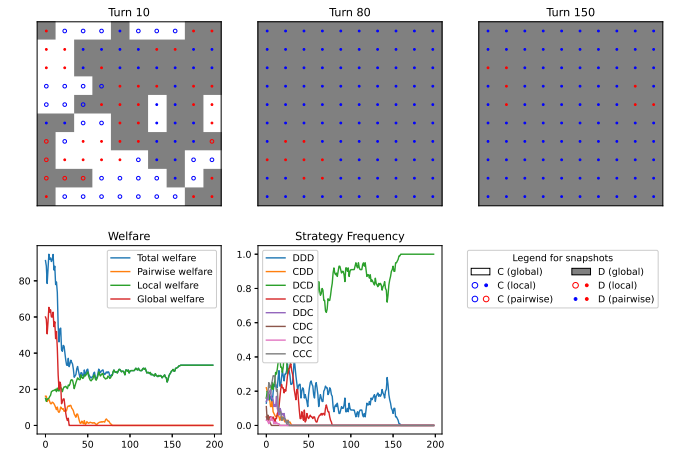 Turn 10
Turn 80
Turn 150
Welfare
80
60
40
20
0
0
50
100
150
200
Total welfare
Pairwise welfare
Local welfare
Global welfare
Strategy Frequency
1.0
0.8
0.6
0.4
0.2
0.0
0
50
100
150
200
DDD
CDD
DCD
CCD
DDC
CDC
DCC
CCC
Legend for snapshots
C (global)
D (global)
C (local)
D (local)
C (pairwise)
D (pairwise)